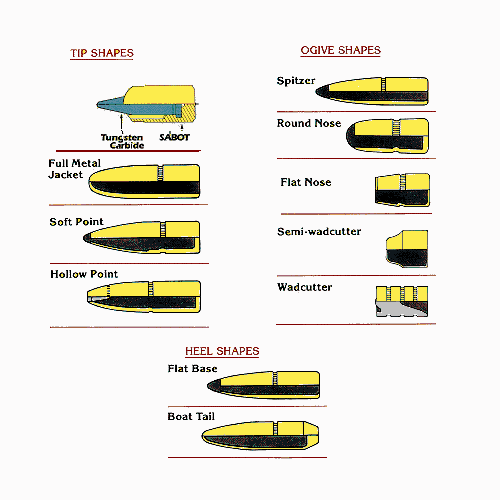 TIP SHAPES
Tungsten
Carbide
SABOT
Full Metal
Jacket
Soft Point
Hollow Point
OGIVE SHAPES
Spitzer
Round Nose
Flat Nose
Semi-wadcutter
Wadcutter
HEEL SHAPES
Flat Base
Boat Tail